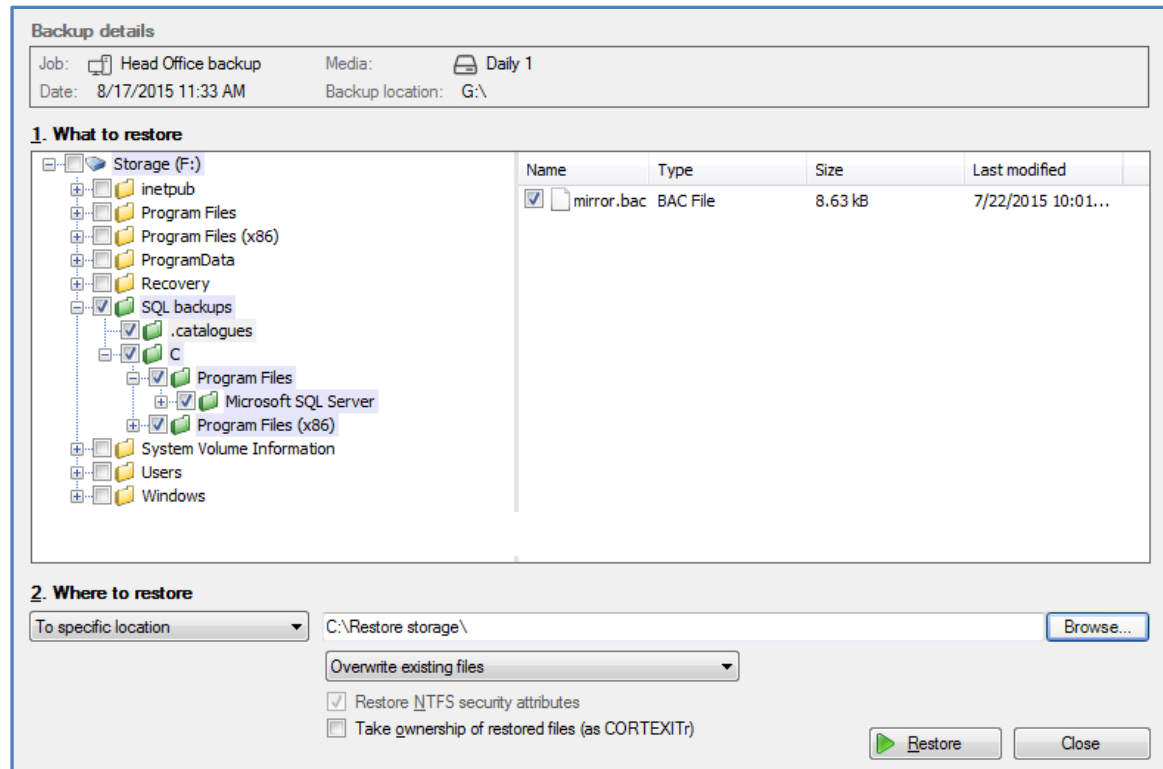 Backup details
Job: Head Office backup Media: Daily 1
Date: 8/17/2015 11:33 AM Backup location: G:\
1. What to restore
Storage (F:)
inetpub
Program Files
Program Files (x86)
ProgramData
Recovery
SQL backups
.catalogues
C
Program Files
Microsoft SQL Server
Program Files (x86)
System Volume Information
Users
Windows
Name Type Size Last modified
mirror.bac BAC File 8.63 kB 7/22/2015 10:01...
2. Where to restore
To specific location C:\Restore storage\ Browse...
Overwrite existing files
Restore NTFS security attributes
Take ownership of restored files (as CORTEXITr)
Restore Close